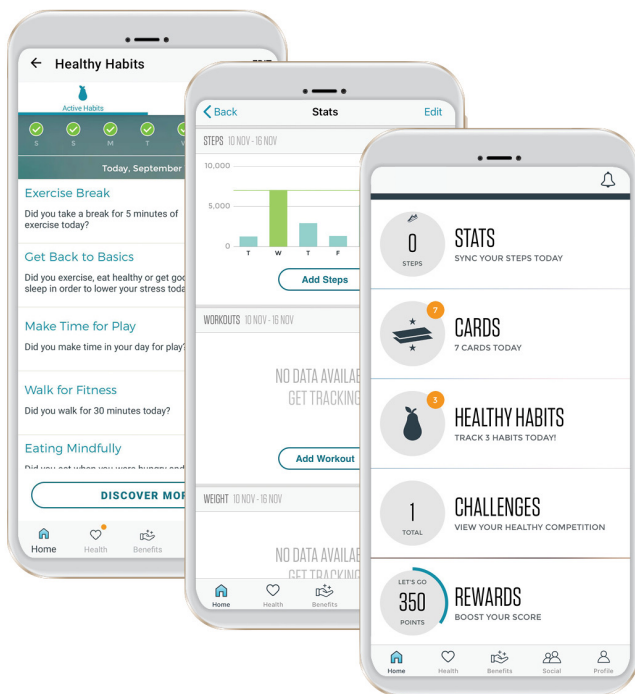 Healthy Habits
Active Habits
S S M T
Today, September
Exercise Break
Did you take a break for 5 minutes of
exercise today?
Get Back to Basics
Did you exercise, eat healthy or get
sleep in order to lower your stress
Make Time for Play
Did you make time in your day for play?
Walk for Fitness
Did you walk for 30 minutes today?
Eating Mindfully
DISCOVER
Home Health Benefits
Back Stats Edit
STEPS 10 NOV - 16 NOV
10,000
5,000
0
T W T F
Add Steps
WORKOUTS 10 NOV - 16 NOV
NO DATA
GET TRACKING
Add Workout
WEIGHT 10 NOV - 16 NOV
NO DATA
GET TRACKING
Home Health Benefits
0
STEPS
STATS
SYNC YOUR STEPS TODAY
7
CARDS
7 CARDS TODAY
3
HEALTHY HABITS
TRACK 3 HABITS TODAY!
1
TOTAL
CHALLENGES
VIEW YOUR HEALTHY COMPETITION
LET'S GO
350
POINTS
REWARDS
BOOST YOUR SCORE
Home Health Benefits Social Profile